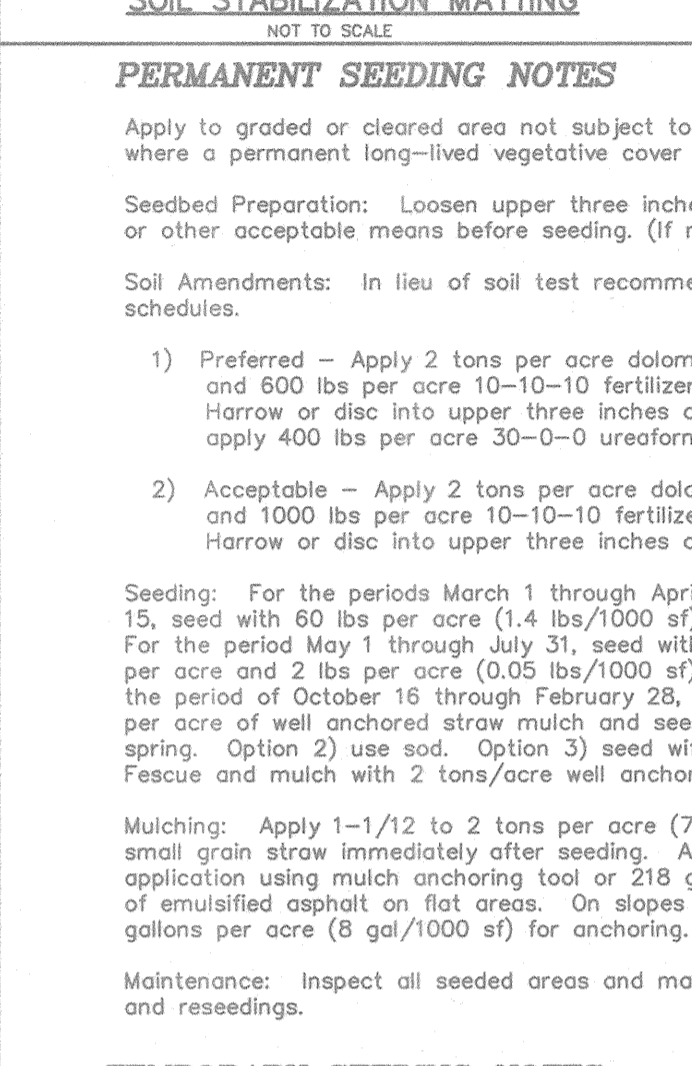 SOIL STABILIZATION MATTING
NOT TO SCALE
PERMANENT SEEDING NOTES
Apply to graded or cleared area not subject to
where a permanent long-lived vegetative cover
Seedbed Preparation: Loosen upper three inche
or other acceptable means before seeding. (If
Soil Amendments: In lieu of soil test recomme
schedules.
1) Preferred - Apply 2 tons per acre dolom
and 600 lbs per acre 10-10-10 fertilizer
Harrow or disc into upper three inches
apply 400 lbs per acre 30-0-0 ureaform
2) Acceptable - Apply 2 tons per acre dolo
and 1000 lbs per acre 10-10-10 fertilize
Harrow or disc into upper three inches
Seeding: For the periods March 1 through Apri
15, seed with 60 lbs per acre (1.4 lbs/1000 sf)
For the period May 1 through July 31, seed with
per acre and 2 lbs per acre (0.05 lbs/1000 sf)
the period of October 16 through February 28,
per acre of well anchored straw mulch and see
spring. Option 2) use sod. Option 3) seed wi
Fescue and mulch with 2 tons/acre well anchor
Mulching: Apply 1-1/12 to 2 tons per acre (7
small grain straw immediately after seeding. A
application using mulch anchoring tool or 218 g
of emulsified asphalt on flat areas. On slopes
gallons per acre (8 gal/1000 sf) for anchoring.
Maintenance: Inspect all seeded areas and ma
and reseedings.
TEMPORARY SEEDING NOTES